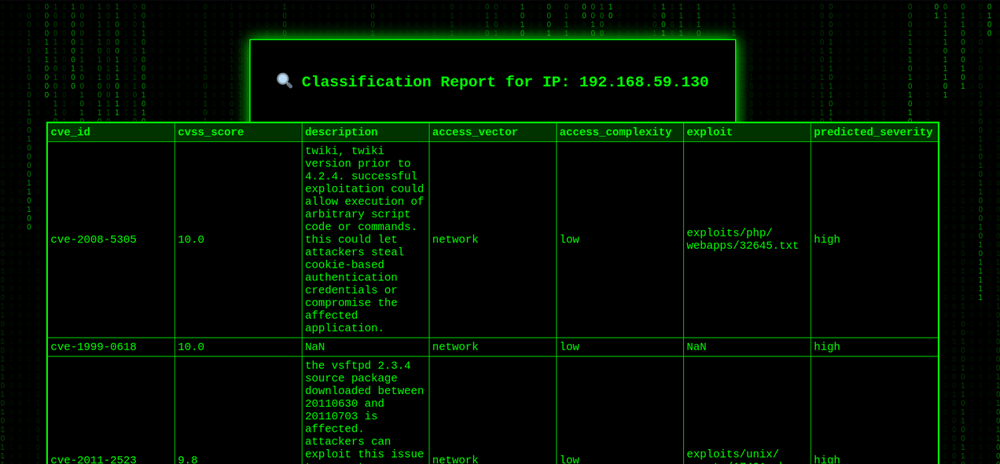 🔍 Classification Report for IP: 192.168.59.130
cve_id cvss_score description access_vector access_complexity exploit predicted_severity
twiki, twiki
version prior to
4.2.4. successful
exploitation could
allow execution of
arbitrary script
code or commands.
this could let
attackers steal
cookie-based
authentication
credentials or
compromise the
affected
application.
cve-2008-5305 10.0 network low
exploits/php/
webapps/32645.txt
high
cve-1999-0618 10.0 NaN network low NaN high
the vsftpd 2.3.4
source package
downloaded between
20110630 and
20110703 is
affected.
attackers can
exploit this issue
cve-2011-2523 9.8 network low
exploits/unix/
high